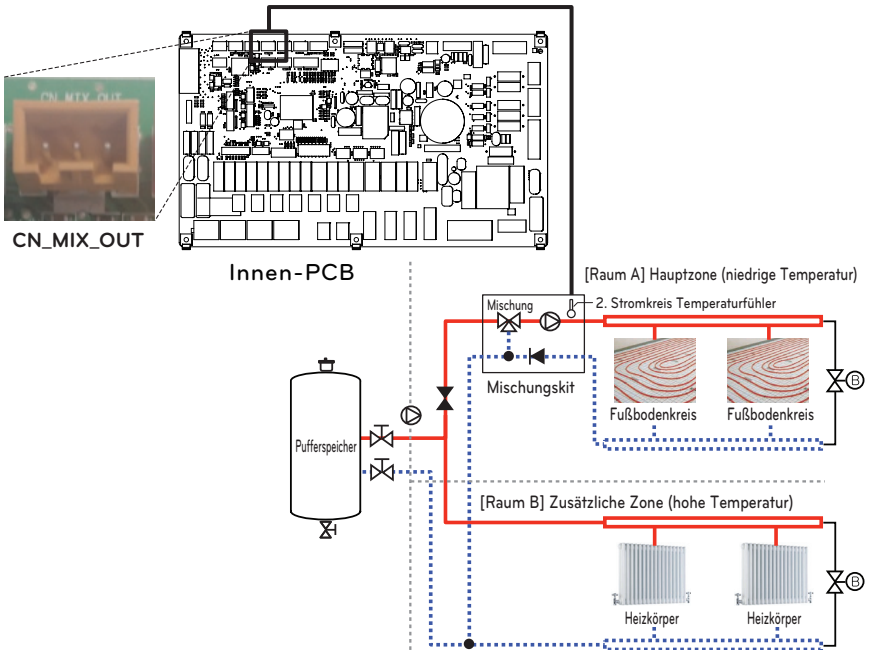 CN_MIX_OUT
CN_MIX_OUT
Innen-PCB
[Raum A] Hauptzone (niedrige Temperatur)
Mischung
2. Stromkreis Temperaturfühler
Mischungskit
Fußbodenkreis
Fußbodenkreis
B
Pufferspeicher
[Raum B] Zusätzliche Zone (hohe Temperatur)
B
Heizkörper
Heizkörper